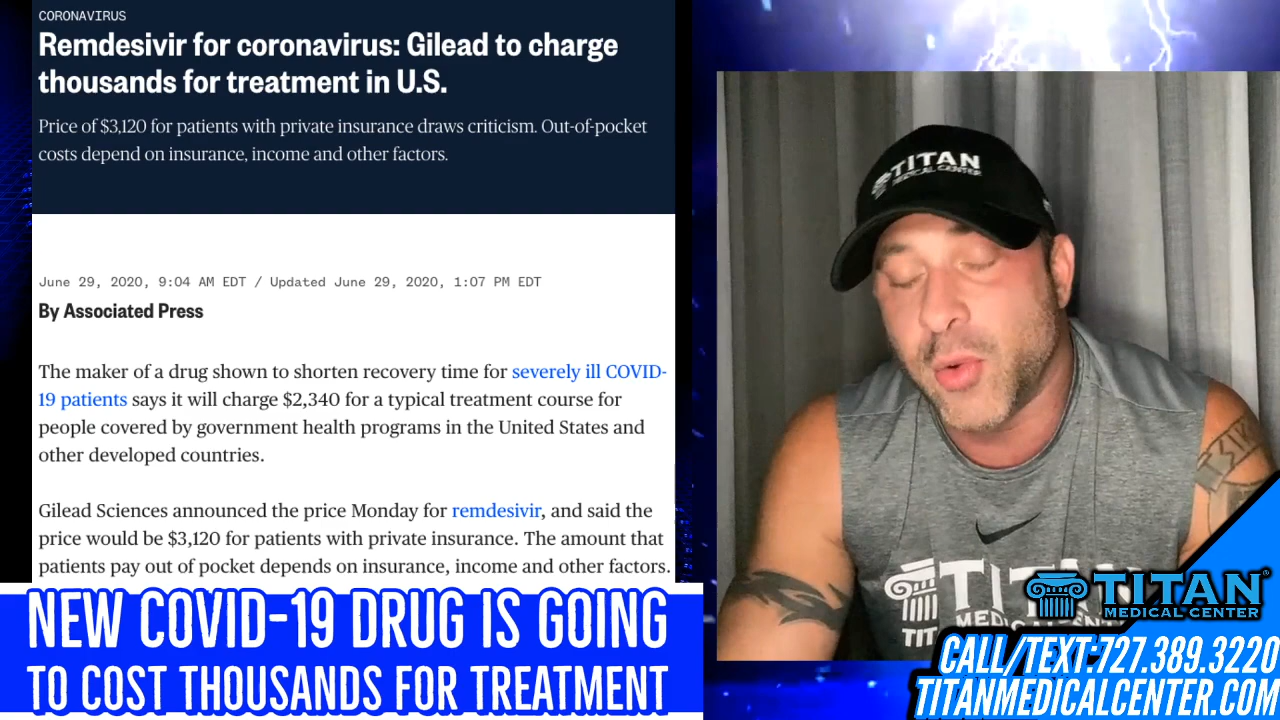 CORONAVIRUS
Remdesivir for coronavirus: Gilead to charge
thousands for treatment in U.S.
Price of $3,120 for patients with private insurance draws criticism. Out-of-pocket
costs depend on insurance, income and other factors.
June 29, 2020, 9:04 AM EDT / Updated June 29, 2020, 1:07 PM EDT
By Associated Press
The maker of a drug shown to shorten recovery time for severely ill COVID-
19 patients says it will charge $2,340 for a typical treatment course for
people covered by government health programs in the United States and
other developed countries.
Gilead Sciences announced the price Monday for remdesivir, and said the
price would be $3,120 for patients with private insurance. The amount that
patients pay out of pocket depends on insurance, income and other factors.
NEW COVID-19 DRUG IS GOING
TO COST THOUSANDS FOR TREATMENT
TITAN
MEDICAL CENTER
TITAN
MEDICAL CENT
TIT
TITAN®
MEDICAL CENTER
CALL/TEXT:727.389.3220
TITANMEDICALCENTER.COM